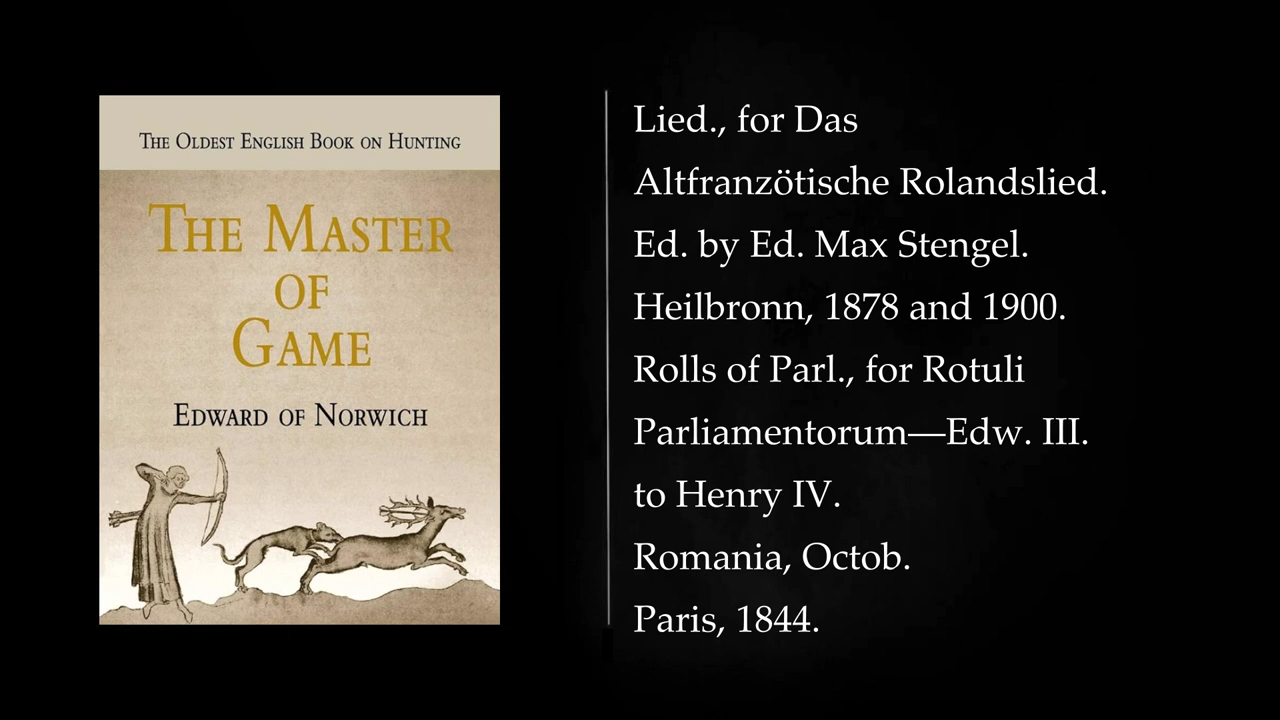 The Oldest English Book on Hunting
The Master
of
Game
Edward of Norwich
Lied., for Das
Altfranzötische Rolandslied.
Ed. by Ed. Max Stengel.
Heilbronn, 1878 and 1900.
Rolls of Parl., for Rotuli
Parliamentorum—Edw. III.
to Henry IV.
Romania, Octob.
Paris, 1844.